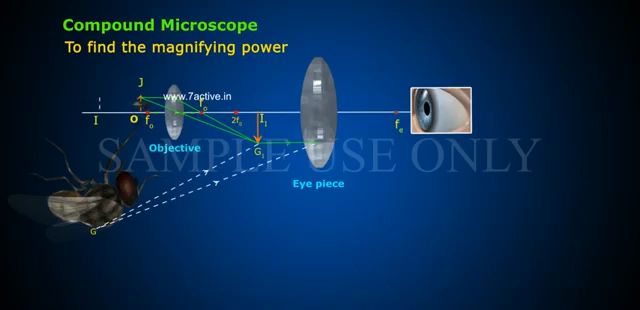 Compound Microscope
To find the magnifying power
J
www.7active.in
fo
I
O
fo
2fo
I1
fe
Objective
G1
SAMPLE USE ONLY
Eye piece
G